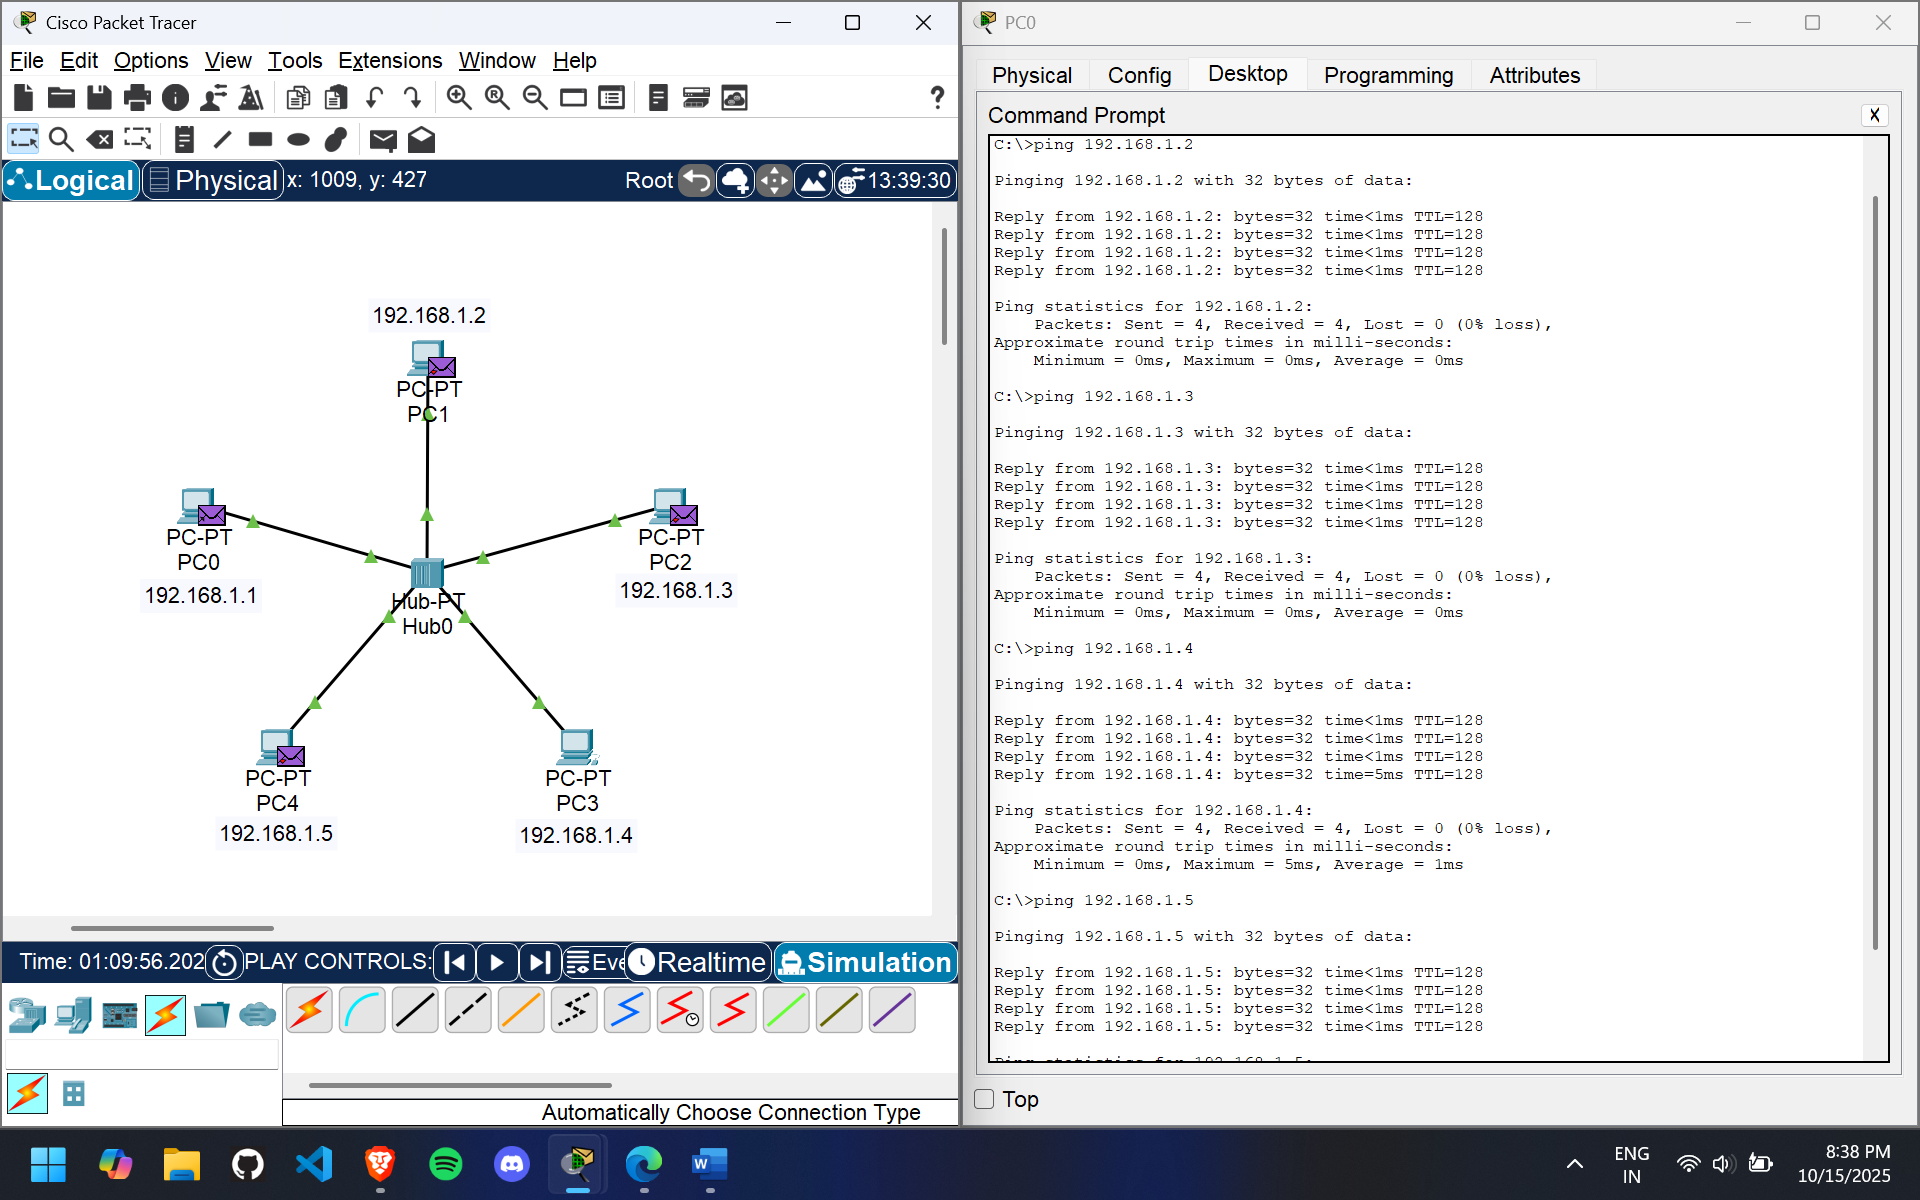 Cisco Packet Tracer
File Edit Options View Tools Extensions Window Help
Logical Physical x: 1009, y: 427 Root 13:39:30
192.168.1.2
PC-PT
PC1
PC-PT
PC0
192.168.1.1
PC-PT
PC2
192.168.1.3
Hub-PT
Hub0
PC-PT
PC4
192.168.1.5
PC-PT
PC3
192.168.1.4
Time: 01:09:56.202 PLAY CONTROLS: Eve Realtime Simulation
Automatically Choose Connection Type
PC0
Physical Config Desktop Programming Attributes
Command Prompt
X
C:\>ping 192.168.1.2
Pinging 192.168.1.2 with 32 bytes of data:
Reply from 192.168.1.2: bytes=32 time<1ms TTL=128
Reply from 192.168.1.2: bytes=32 time<1ms TTL=128
Reply from 192.168.1.2: bytes=32 time<1ms TTL=128
Reply from 192.168.1.2: bytes=32 time<1ms TTL=128
Ping statistics for 192.168.1.2:
Packets: Sent = 4, Received = 4, Lost = 0 (0% loss),
Approximate round trip times in milli-seconds:
Minimum = 0ms, Maximum = 0ms, Average = 0ms
C:\>ping 192.168.1.3
Pinging 192.168.1.3 with 32 bytes of data:
Reply from 192.168.1.3: bytes=32 time<1ms TTL=128
Reply from 192.168.1.3: bytes=32 time<1ms TTL=128
Reply from 192.168.1.3: bytes=32 time<1ms TTL=128
Reply from 192.168.1.3: bytes=32 time<1ms TTL=128
Ping statistics for 192.168.1.3:
Packets: Sent = 4, Received = 4, Lost = 0 (0% loss),
Approximate round trip times in milli-seconds:
Minimum = 0ms, Maximum = 0ms, Average = 0ms
C:\>ping 192.168.1.4
Pinging 192.168.1.4 with 32 bytes of data:
Reply from 192.168.1.4: bytes=32 time<1ms TTL=128
Reply from 192.168.1.4: bytes=32 time<1ms TTL=128
Reply from 192.168.1.4: bytes=32 time<1ms TTL=128
Reply from 192.168.1.4: bytes=32 time=5ms TTL=128
Ping statistics for 192.168.1.4:
Packets: Sent = 4, Received = 4, Lost = 0 (0% loss),
Approximate round trip times in milli-seconds:
Minimum = 0ms, Maximum = 5ms, Average = 1ms
C:\>ping 192.168.1.5
Pinging 192.168.1.5 with 32 bytes of data:
Reply from 192.168.1.5: bytes=32 time<1ms TTL=128
Reply from 192.168.1.5: bytes=32 time<1ms TTL=128
Reply from 192.168.1.5: bytes=32 time<1ms TTL=128
Reply from 192.168.1.5: bytes=32 time<1ms TTL=128
Ping statistics for 192.168.1.5:
Top
ENG
IN
8:38 PM
10/15/2025